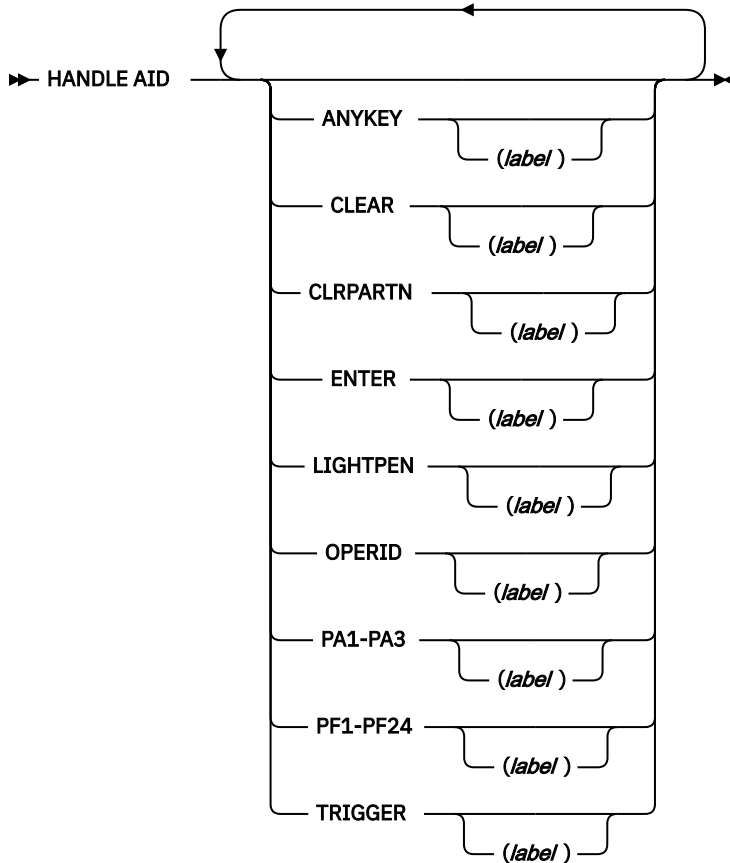 HANDLE AID
ANYKEY
(label )
CLEAR
(label )
CLRPARTN
(label )
ENTER
(label )
LIGHTPEN
(label )
OPERID
(label )
PA1-PA3
(label )
PF1-PF24
(label )
TRIGGER
(label )